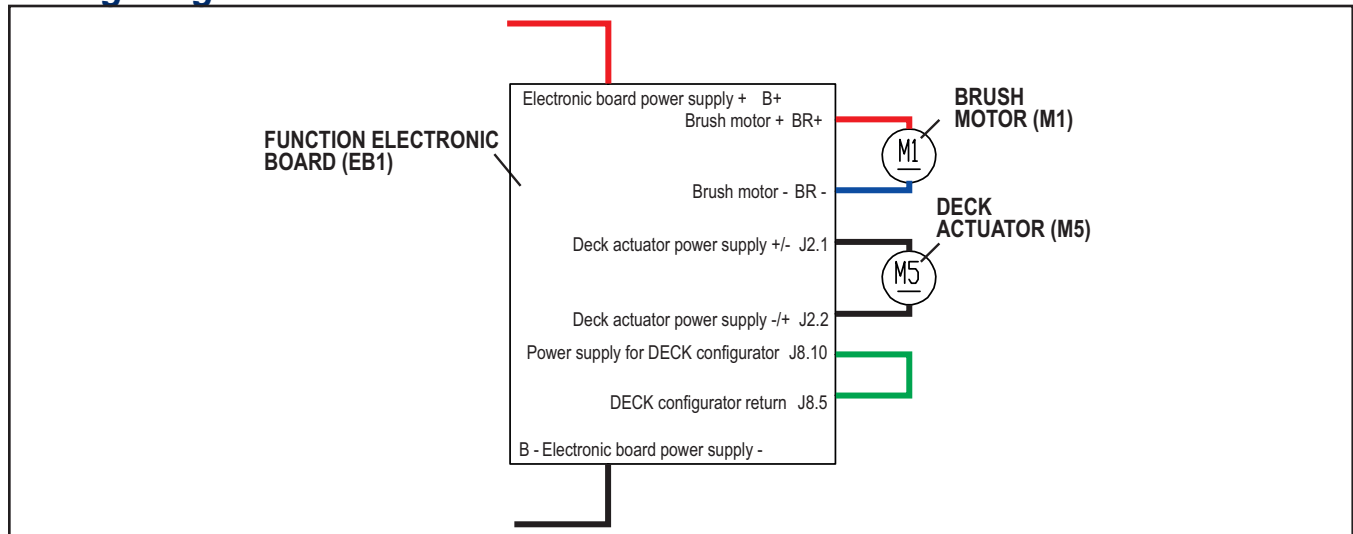 Electronic board power supply + B+
Brush motor + BR+
BRUSH
MOTOR (M1)
FUNCTION ELECTRONIC
BOARD (EB1)
M1
Brush motor - BR -
DECK
ACTUATOR (M5)
Deck actuator power supply +/- J2.1
M5
Deck actuator power supply -/+ J2.2
Power supply for DECK configurator J8.10
DECK configurator return J8.5
B - Electronic board power supply -